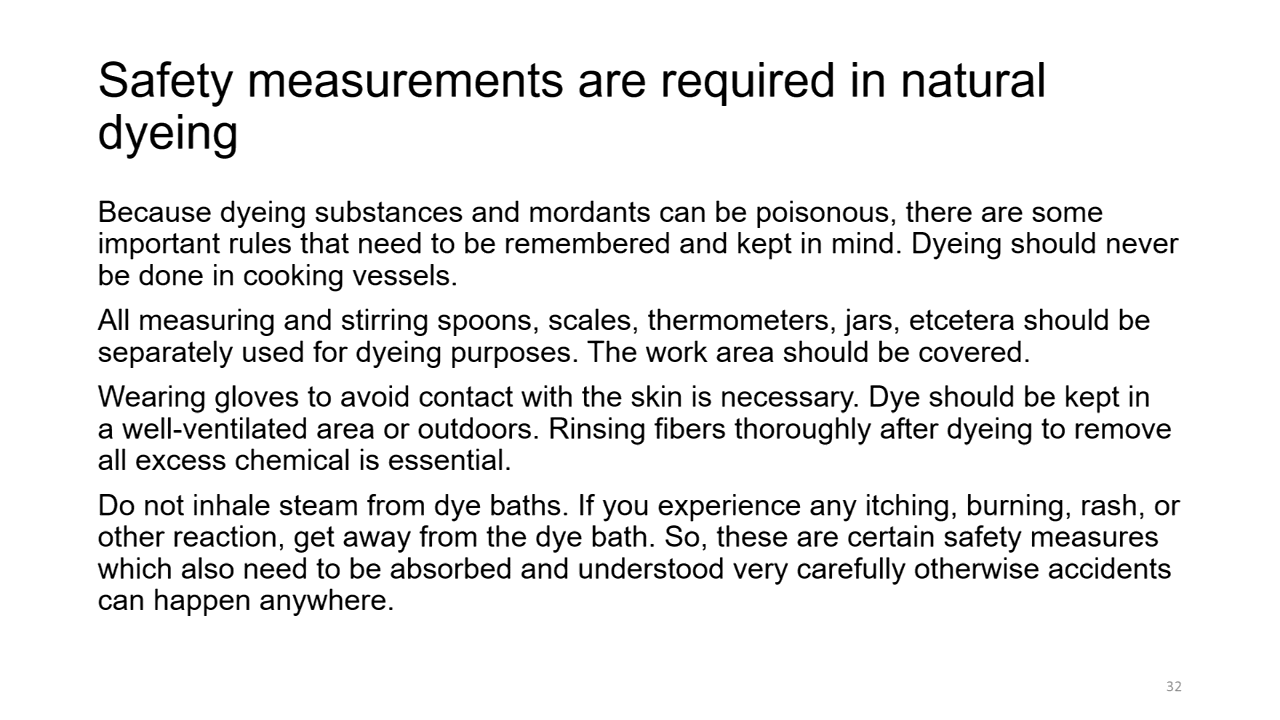 Safety measurements are required in natural
dyeing
Because dyeing substances and mordants can be poisonous, there are some
important rules that need to be remembered and kept in mind. Dyeing should never
be done in cooking vessels.
All measuring and stirring spoons, scales, thermometers, jars, etcetera should be
separately used for dyeing purposes. The work area should be covered.
Wearing gloves to avoid contact with the skin is necessary. Dye should be kept in
a well-ventilated area or outdoors. Rinsing fibers thoroughly after dyeing to remove
all excess chemical is essential.
Do not inhale steam from dye baths. If you experience any itching, burning, rash, or
other reaction, get away from the dye bath. So, these are certain safety measures
which also need to be absorbed and understood very carefully otherwise accidents
can happen anywhere.
32